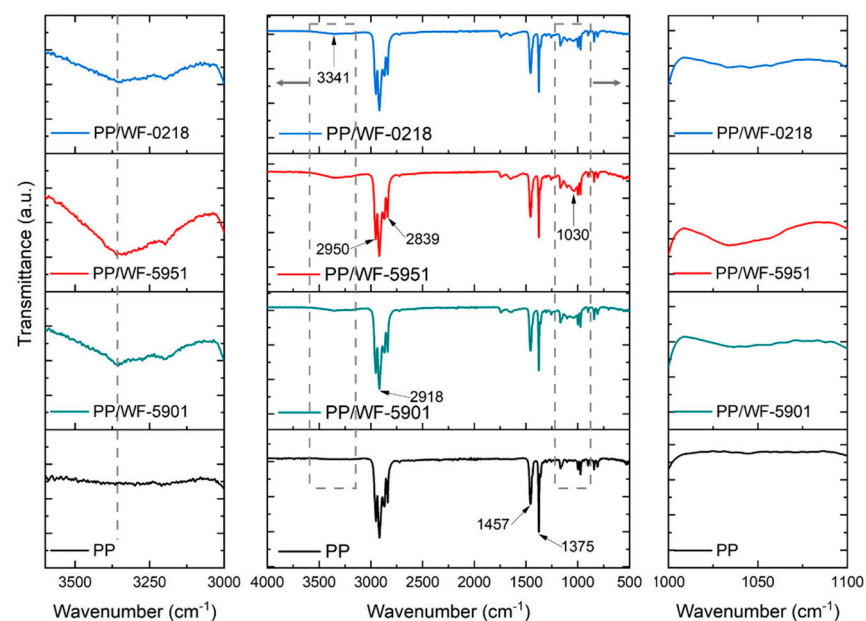 Transmittance (a.u.)
PP/WF-0218
PP/WF-5951
PP/WF-5901
PP
3600
3250
3000
Wavenumber (cm⁻¹)
3341
PP/WF-0218
2950
2839
1030
PP/WF-5951
2918
PP/WF-5901
1457
1375
PP
4000 3500 3000 2500 2000 1500 1000 500
Wavenumber (cm⁻¹)
PP/WF-0218
PP/WF-5951
PP/WF-5901
PP
1000 1050 1100
Wavenumber (cm⁻¹)